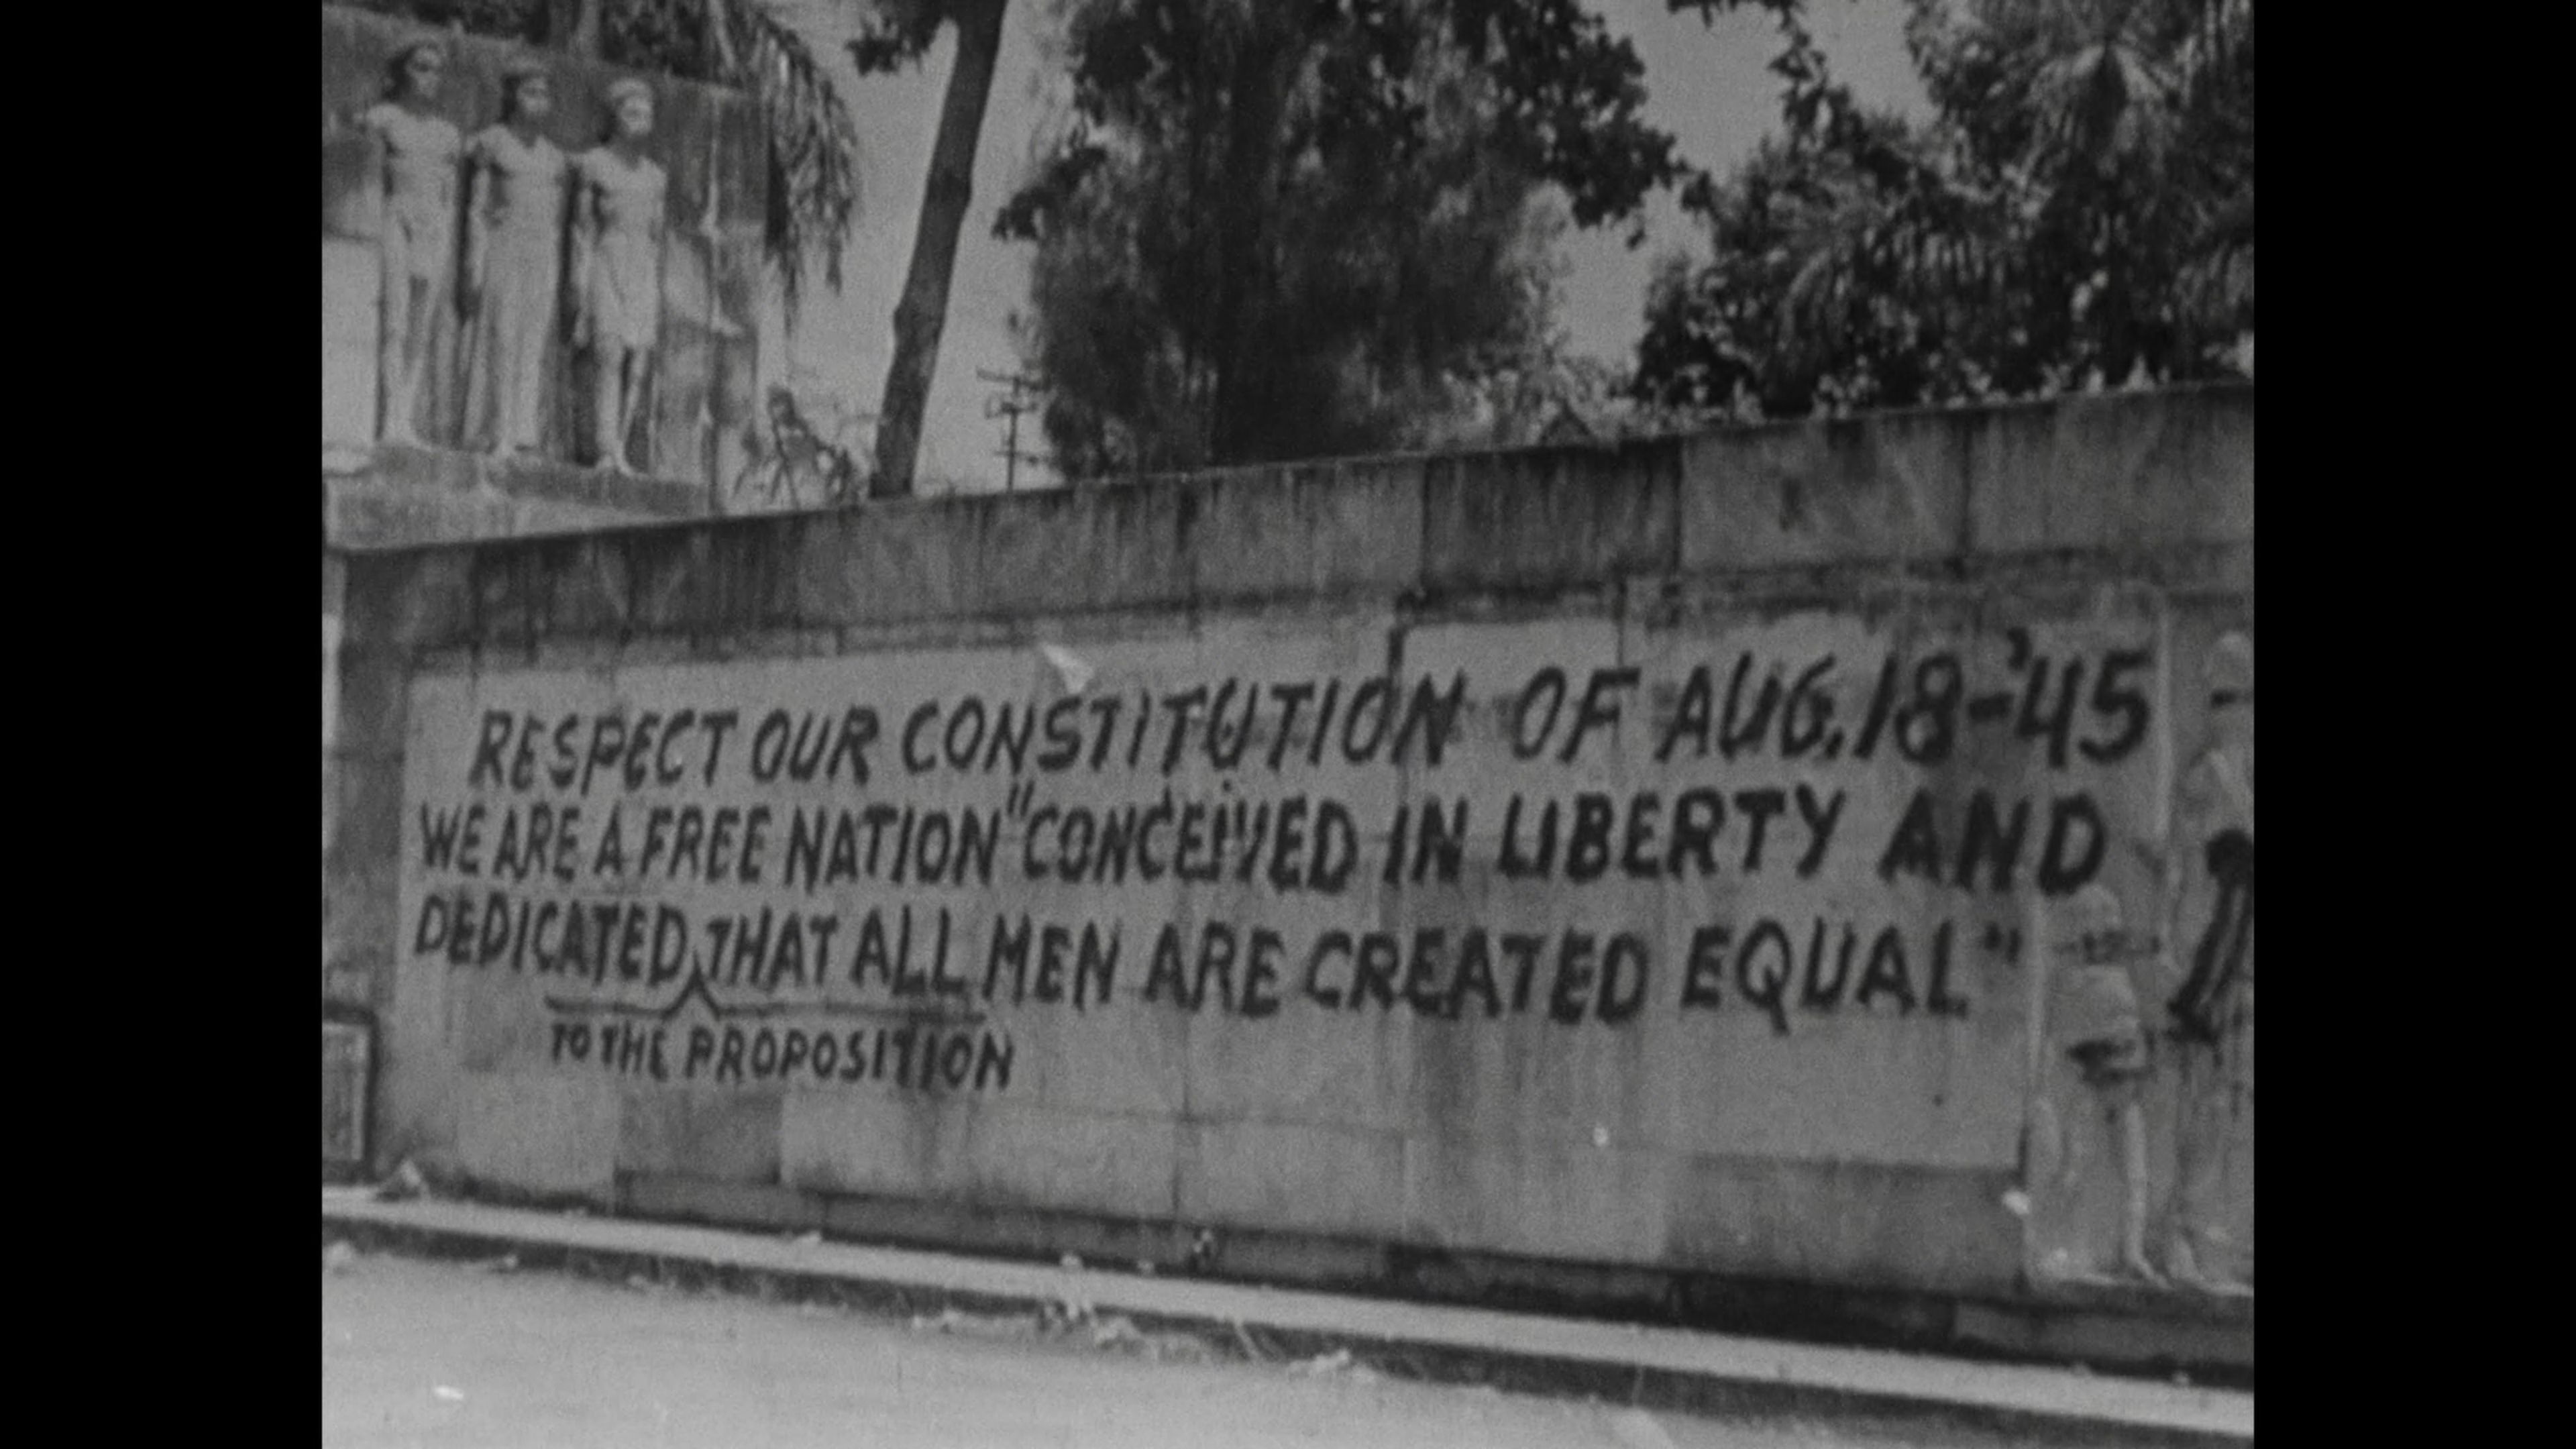 RESPECT OUR CONSTITUTION OF AUG. 18-'45
WE ARE A FREE NATION "CONCEIVED IN LIBERTY AND
DEDICATED THAT ALL MEN ARE CREATED EQUAL"
TO THE PROPOSITION